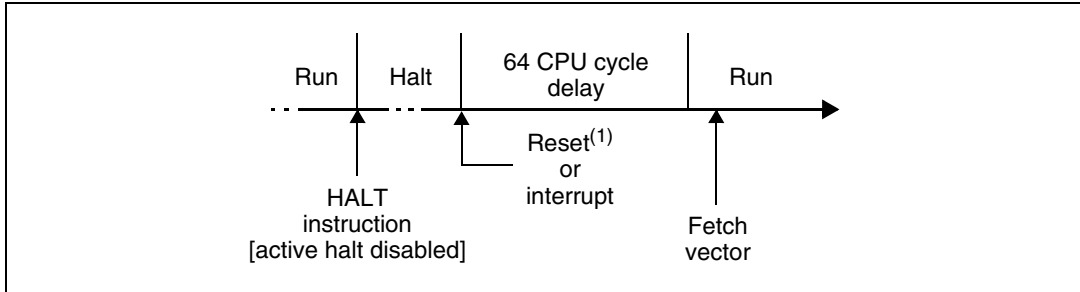 Run
Halt
64 CPU cycle
delay
Run
Reset(1)
or
interrupt
HALT
instruction
[active halt disabled]
Fetch
vector